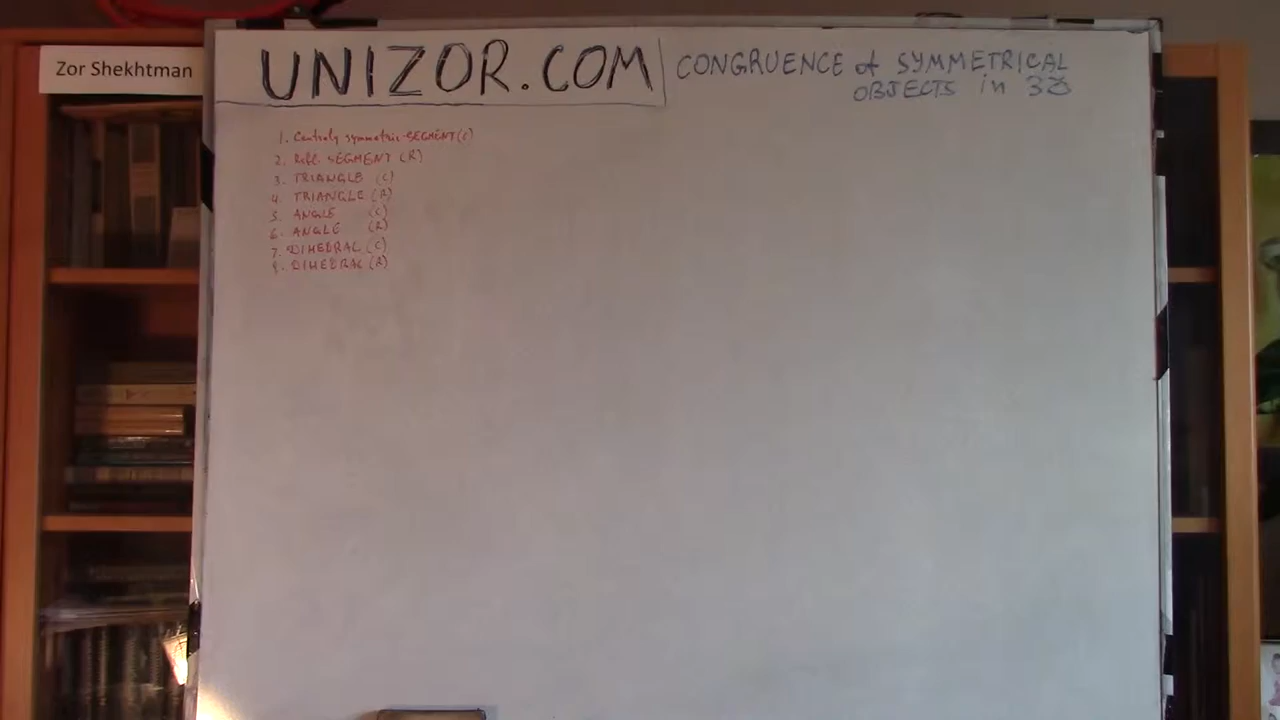 Zor Shekhtman
UNIZOR.COM
CONGRUENCE of SYMMETRICAL
OBJECTS in 3D
1. Centraly symmetric SEGMENT (C)
2. Refl. SEGMENT (R)
3. TRIANGLE (C)
4. TRIANGLE (R)
5. ANGLE (C)
6. ANGLE (R)
7. DIHEDRAL (C)
8. DIHEDRAL (R)